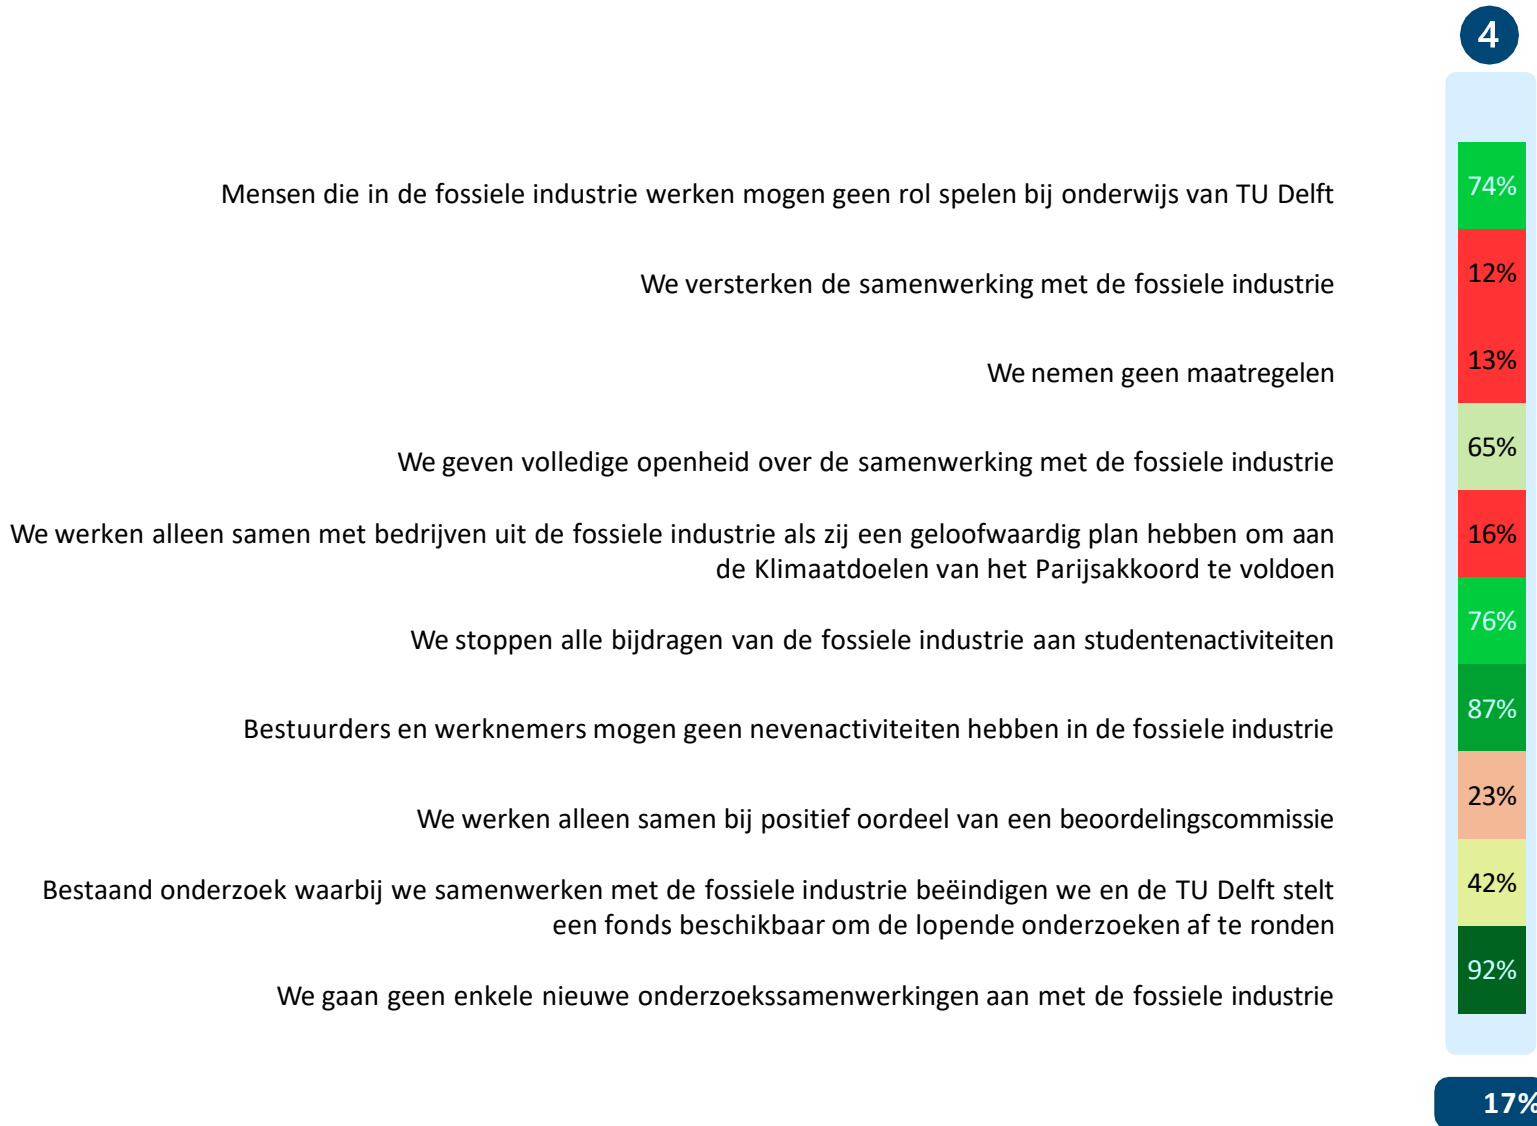 4
Mensen die in de fossiele industrie werken mogen geen rol spelen bij onderwijs van TU Delft
74%
We versterken de samenwerking met de fossiele industrie
12%
We nemen geen maatregelen
13%
We geven volledige openheid over de samenwerking met de fossiele industrie
65%
We werken alleen samen met bedrijven uit de fossiele industrie als zij een geloofwaardig plan hebben om aan
de Klimaatdoelen van het Parijsakkoord te voldoen
16%
We stoppen alle bijdragen van de fossiele industrie aan studentenactiviteiten
76%
Bestuurders en werknemers mogen geen nevenactiviteiten hebben in de fossiele industrie
87%
We werken alleen samen bij positief oordeel van een beoordelingscommissie
23%
Bestaand onderzoek waarbij we samenwerken met de fossiele industrie beëindigen we en de TU Delft stelt
een fonds beschikbaar om de lopende onderzoeken af te ronden
42%
We gaan geen enkele nieuwe onderzoekssamenwerkingen aan met de fossiele industrie
92%
17%